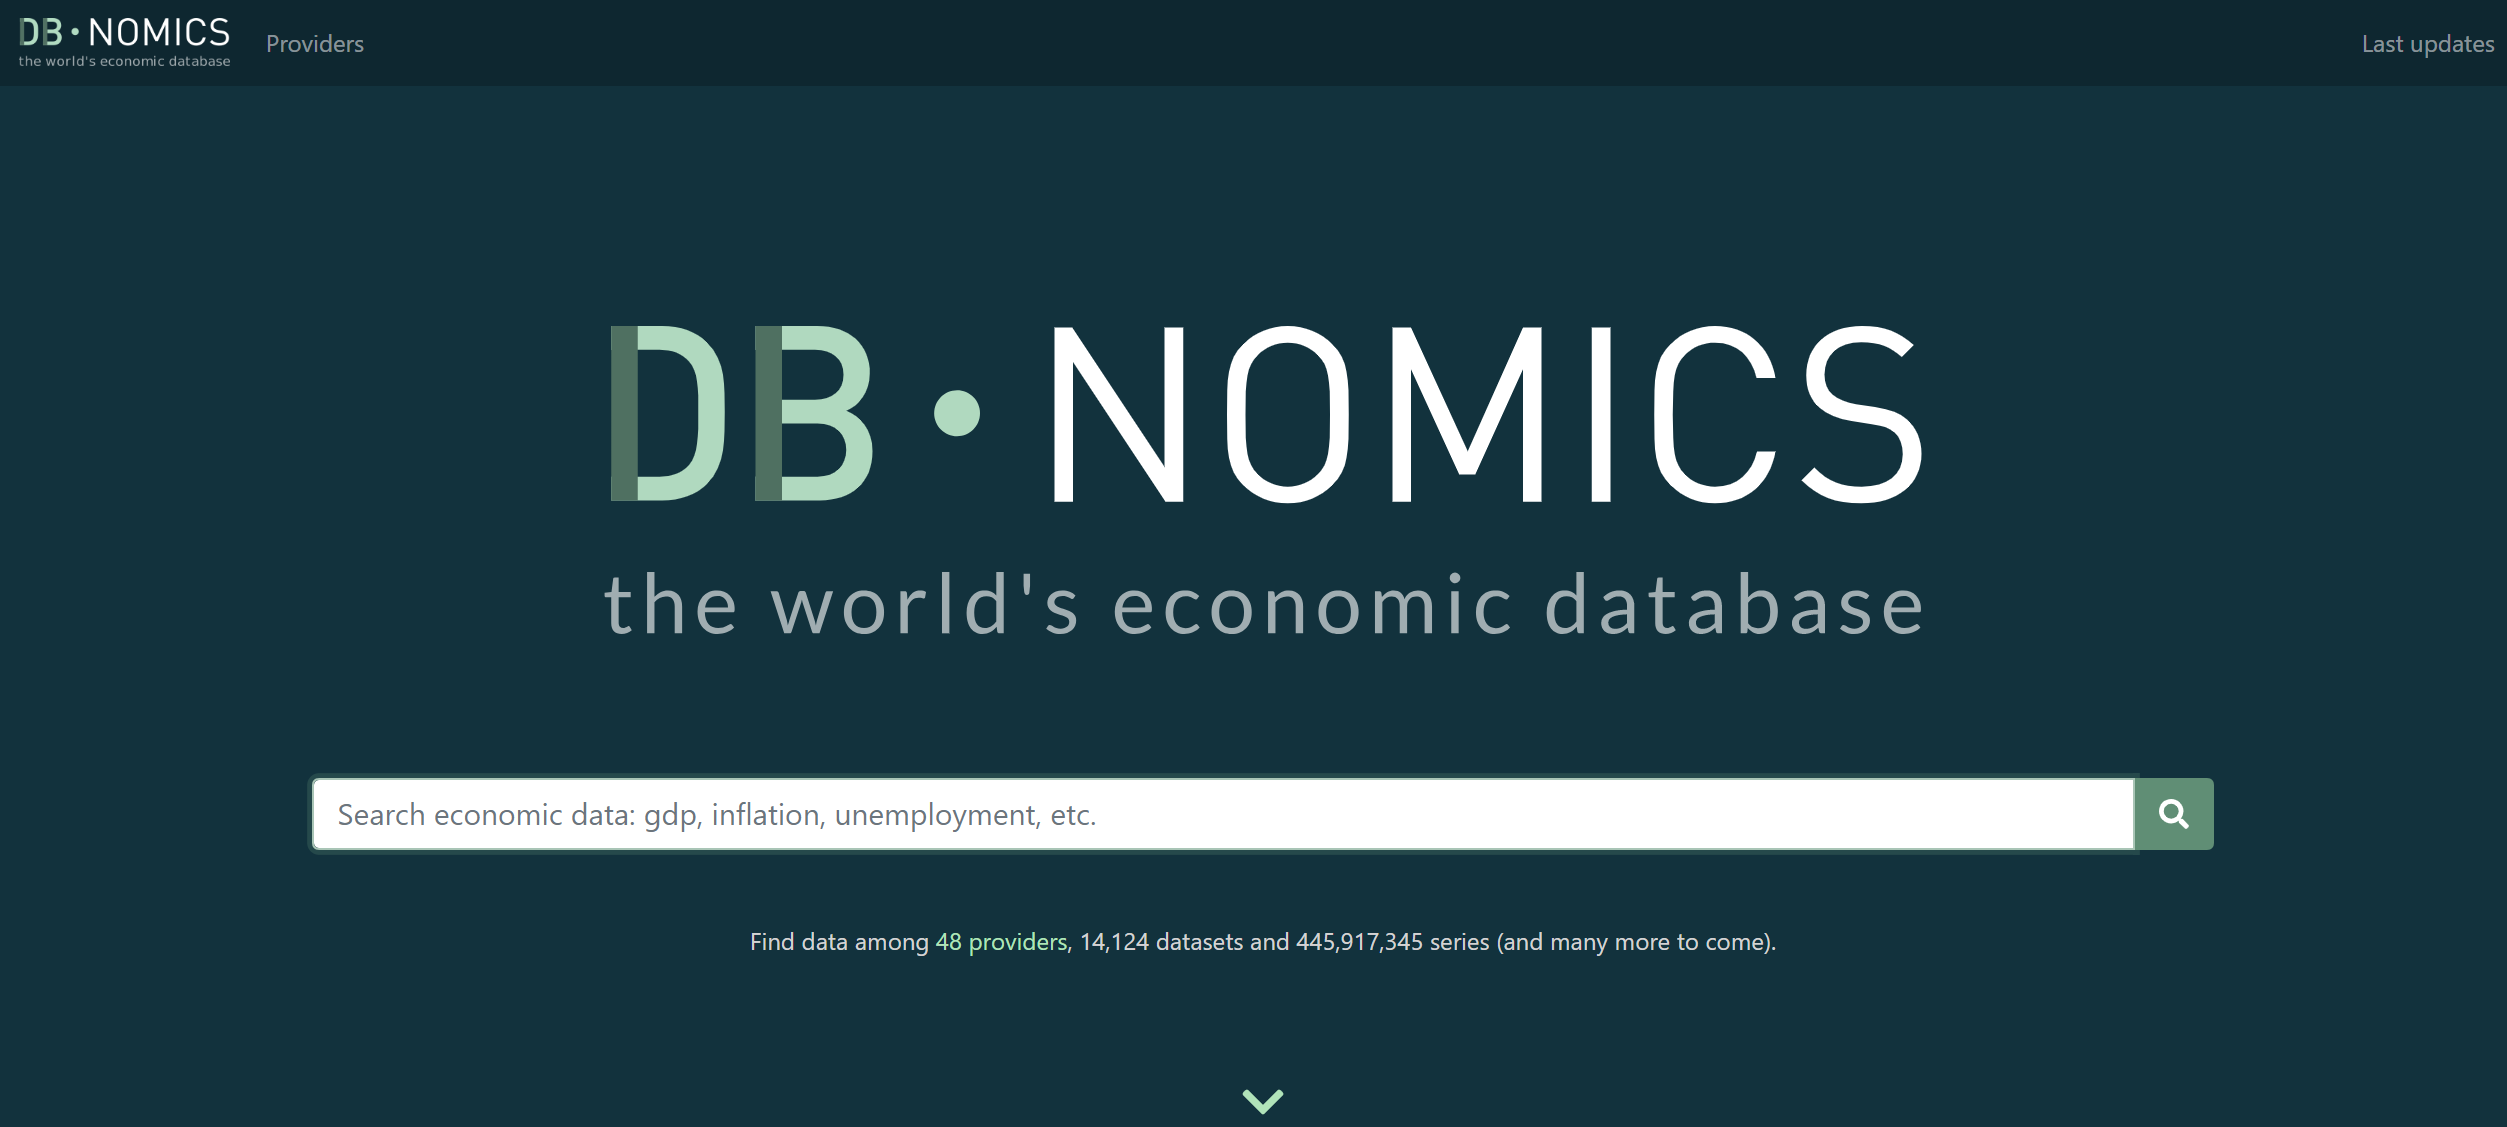 DB·NOMICS
the world's economic database
Providers
Last updates
DB·NOMICS
the world's economic database
Search economic data: gdp, inflation, unemployment, etc.
Find data among 48 providers, 14,124 datasets and 445,917,345 series (and many more to come).